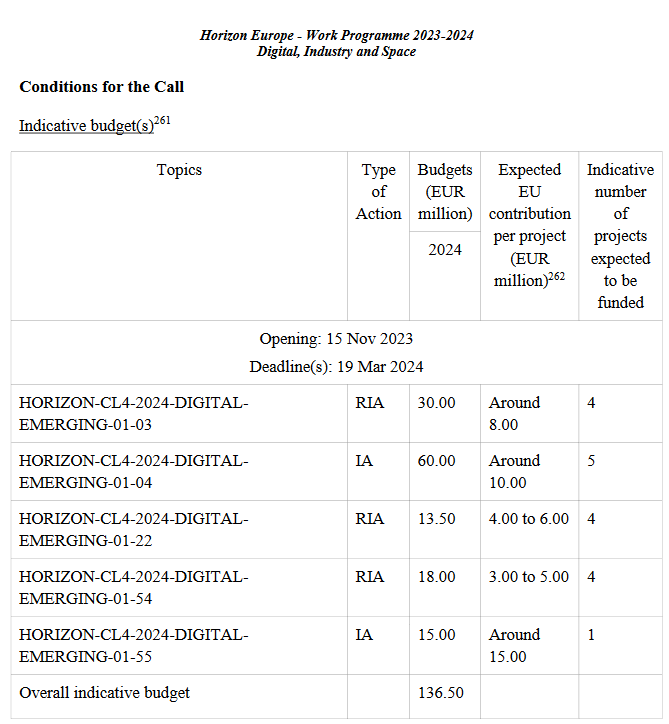 Horizon Europe - Work Programme 2023-2024
Digital, Industry and Space
Conditions for the Call
Indicative budget(s)261
Topics
Type
of
Action
Budgets
(EUR
million)
2024
Expected
EU
contribution
per project
(EUR
million)262
Indicative
number
of
projects
expected
to be
funded
Opening: 15 Nov 2023
Deadline(s): 19 Mar 2024
HORIZON-CL4-2024-DIGITAL-
EMERGING-01-03
RIA
30.00
Around
8.00
4
HORIZON-CL4-2024-DIGITAL-
EMERGING-01-04
IA
60.00
Around
10.00
5
HORIZON-CL4-2024-DIGITAL-
EMERGING-01-22
RIA
13.50
4.00 to 6.00
4
HORIZON-CL4-2024-DIGITAL-
EMERGING-01-54
RIA
18.00
3.00 to 5.00
4
HORIZON-CL4-2024-DIGITAL-
EMERGING-01-55
IA
15.00
Around
15.00
1
Overall indicative budget
136.50